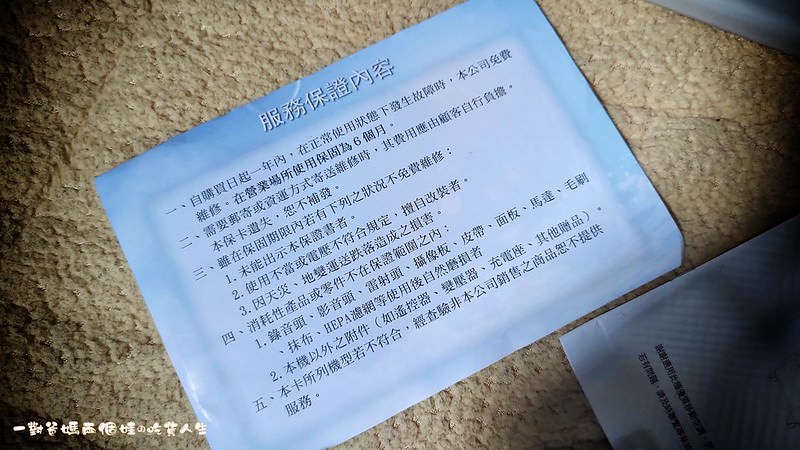 服務保證內容
一、自購買日起一年內，在正常使用狀態下發生故障時，本公司免費
維修。在營業場所使用保固為6個月。
需要郵寄或貨運方式寄送維修時，其費用應由顧客自行負擔。
二、本保卡遺失，恕不補發。
三、雖在保固期限內若有下列之狀況不免費維修：
1.未能出示本保證書者。
2.使用不當或電壓不符合規定，擅自改裝者。
3.因天災、地變運送跌落造成之損害。
四、消耗性產品或零件不在保證範圍之內：
1.錄音頭、影音頭、雷射頭、攝像板、皮帶、面板、馬達、毛刷
、抹布、HEPA濾網等使用後自然磨損者
2.本機以外之附件（如遙控器、變壓器、充電座、其他贈品）。
五、本卡所列機型若不符合，經查驗非本公司銷售之商品恕不提供
服務。
一對爸媽兩個娃の吃貨人生